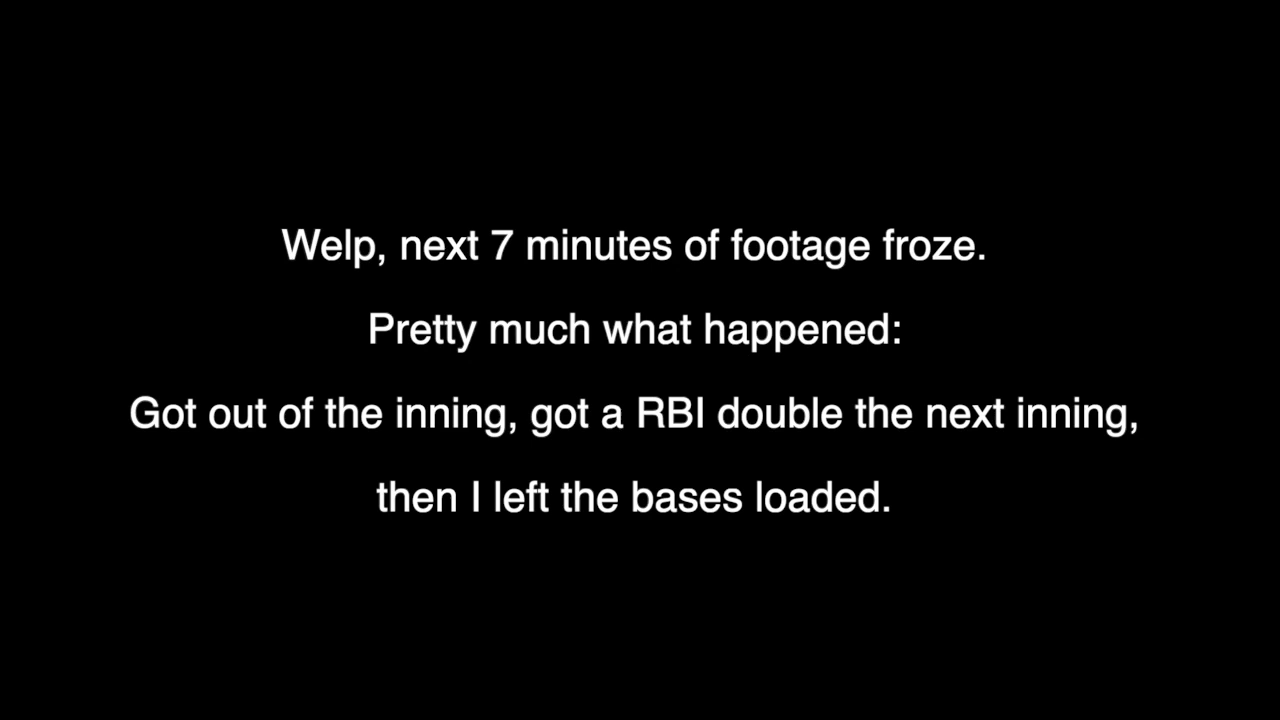 Welp, next 7 minutes of footage froze.
Pretty much what happened:
Got out of the inning, got a RBI double the next inning,
then I left the bases loaded.